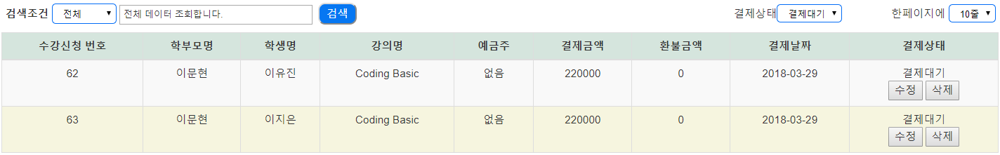 검색조건 전체 전체 데이터 조회합니다. 검색 결제상태 결제대기 한페이지에 10줄
수강신청 번호 학부모명 학생명 강의명 예금주 결제금액 환불금액 결제날짜 결제상태
62 이문현 이유진 Coding Basic 없음 220000 0 2018-03-29 결제대기
수정 삭제
63 이문현 이지은 Coding Basic 없음 220000 0 2018-03-29 결제대기
수정 삭제